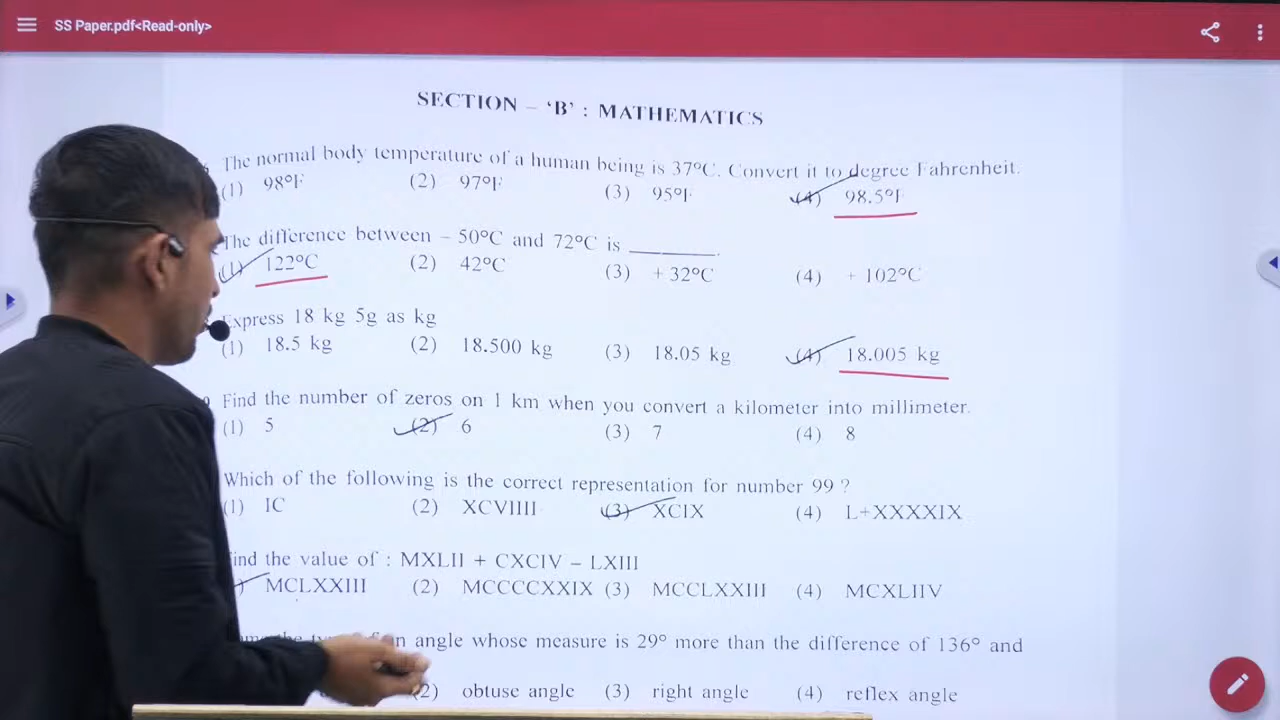 SS Paper.pdf<Read-only>
SECTION – ‘B’ : MATHEMATICS
The normal body temperature of a human being is 37°C. Convert it to degree Fahrenheit.
(1) 98°F (2) 97°F (3) 95°F (4) 98.5°F
The difference between – 50°C and 72°C is ________.
(1) 122°C (2) 42°C (3) + 32°C (4) + 102°C
Express 18 kg 5g as kg
(1) 18.5 kg (2) 18.500 kg (3) 18.05 kg (4) 18.005 kg
Find the number of zeros on 1 km when you convert a kilometer into millimeter.
(1) 5 (2) 6 (3) 7 (4) 8
Which of the following is the correct representation for number 99 ?
(1) IC (2) XCVIIII (3) XCIX (4) L+XXXXIX
Find the value of : MXLII + CXCIV – LXIII
MCLXXIII (2) MCCCCXXIX (3) MCCLXXIII (4) MCXLIIV
angle whose measure is 29° more than the difference of 136° and
(2) obtuse angle (3) right angle (4) reflex angle